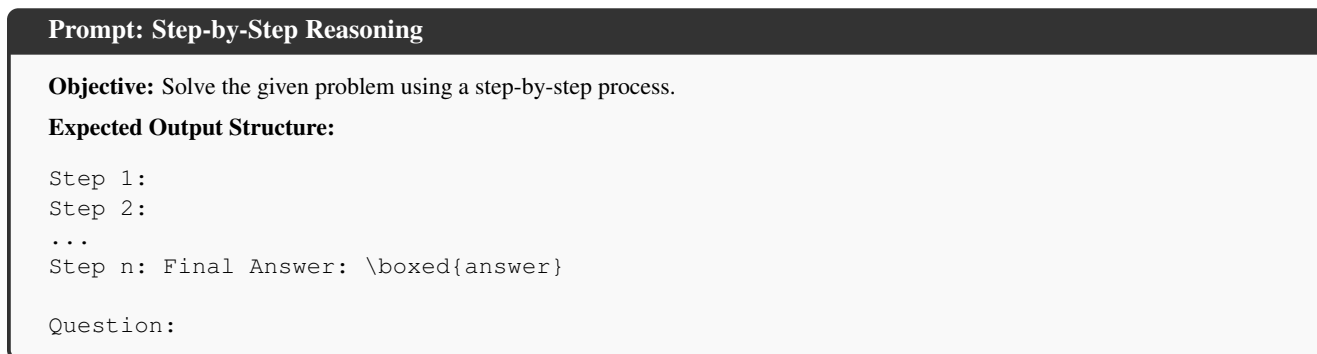 Prompt: Step-by-Step Reasoning
Objective: Solve the given problem using a step-by-step process.
Expected Output Structure:
Step 1:
Step 2:
...
Step n: Final Answer: \boxed{answer}
Question: